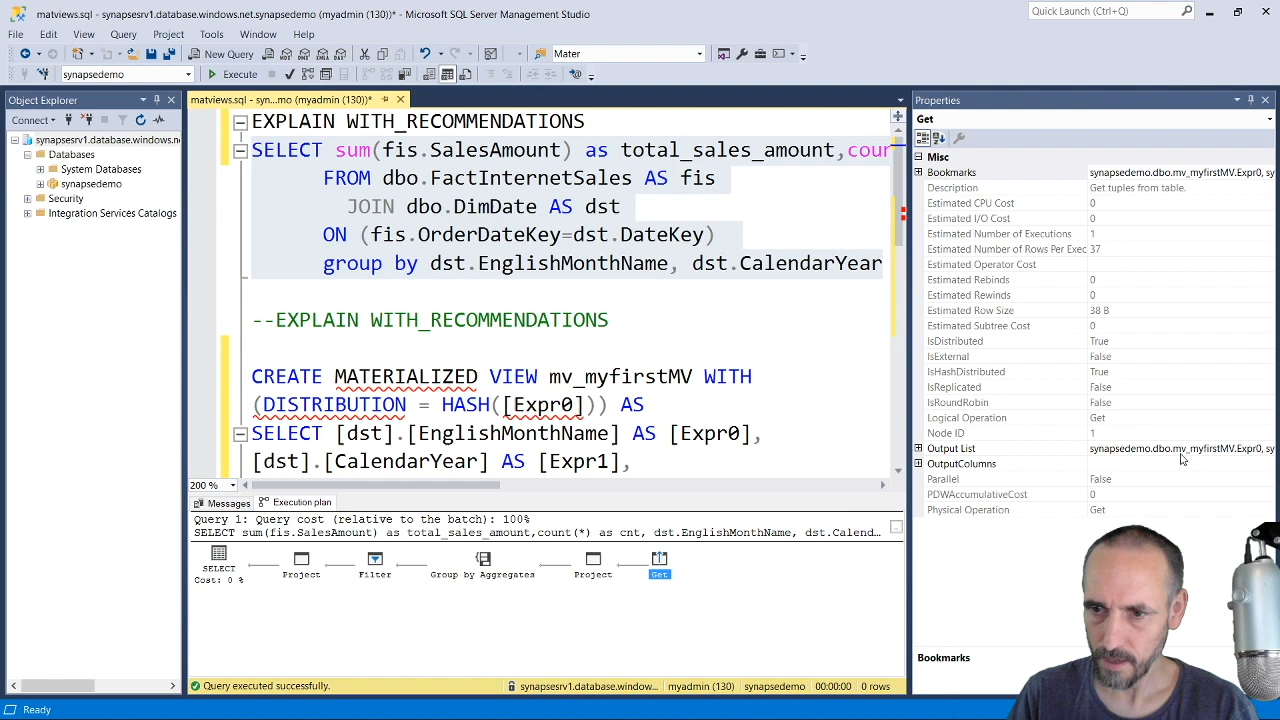 matviews.sql - synapsesrv1.database.windows.net.synapsedemo (myadmin (130))* - Microsoft SQL Server Management Studio
Quick Launch (Ctrl+Q)
File Edit View Query Project Tools Window Help
New Query
Mater
synapsedemo
Execute
Object Explorer
Connect
synapsesrv1.database.windows.n
Databases
System Databases
synapsedemo
Security
Integration Services Catalogs
matviews.sql - syn...mo (myadmin (130))*
EXPLAIN WITH_RECOMMENDATIONS
SELECT sum(fis.SalesAmount) as total_sales_amount,cour
FROM dbo.FactInternetSales AS fis
JOIN dbo.DimDate AS dst
ON (fis.OrderDateKey=dst.DateKey)
group by dst.EnglishMonthName, dst.CalendarYear
--EXPLAIN WITH_RECOMMENDATIONS
CREATE MATERIALIZED VIEW mv_myfirstMV WITH
(DISTRIBUTION = HASH([Expr0])) AS
SELECT [dst].[EnglishMonthName] AS [Expr0],
[dst].[CalendarYear] AS [Expr1],
200 %
Messages Execution plan
Query 1: Query cost (relative to the batch): 100%
SELECT sum(fis.SalesAmount) as total_sales_amount,count(*) as cnt, dst.EnglishMonthName, dst.Calend...
SELECT
Cost: 0 %
Project
Filter
Group by Aggregates
Project
Get
Query executed successfully.
synapsesrv1.database.window... myadmin (130) synapsedemo 00:00:00 0 rows
Ready
Properties
Get
Misc
Bookmarks synapsedemo.dbo.mv_myfirstMV.Expr0, sy
Description Get tuples from table.
Estimated CPU Cost 0
Estimated I/O Cost 0
Estimated Number of Executions 1
Estimated Number of Rows Per Exec 37
Estimated Operator Cost
Estimated Rebinds 0
Estimated Rewinds 0
Estimated Row Size 38 B
Estimated Subtree Cost 0
IsDistributed True
IsExternal False
IsHashDistributed True
IsReplicated False
IsRoundRobin False
Logical Operation Get
Node ID 1
Output List synapsedemo.dbo.mv_myfirstMV.Expr0, sy
OutputColumns
Parallel False
PDWAccumulativeCost 0
Physical Operation Get
Bookmarks